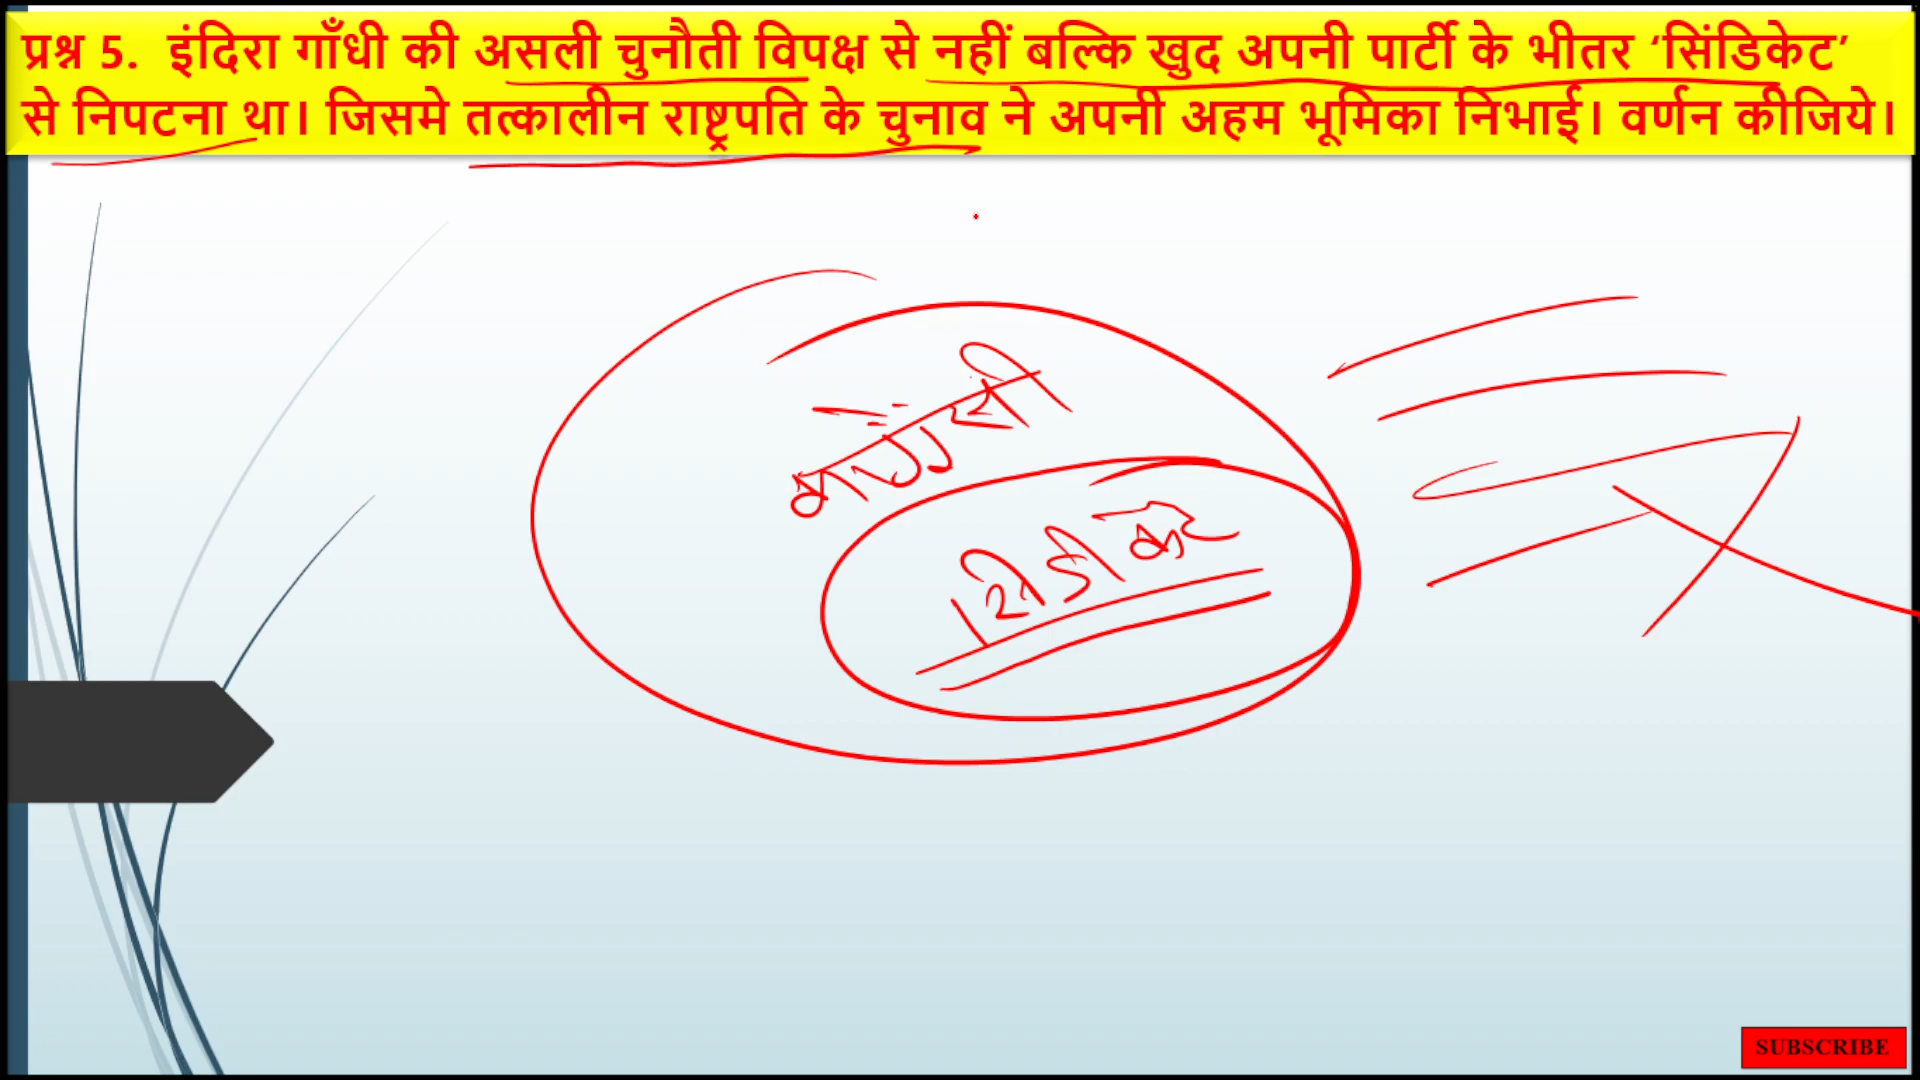 प्रश्न 5. इंदिरा गाँधी की असली चुनौती विपक्ष से नहीं बल्कि खुद अपनी पार्टी के भीतर ‘सिंडिकेट’
से निपटना था। जिसमे तत्कालीन राष्ट्रपति के चुनाव ने अपनी अहम भूमिका निभाई। वर्णन कीजिये।
SUBSCRIBE